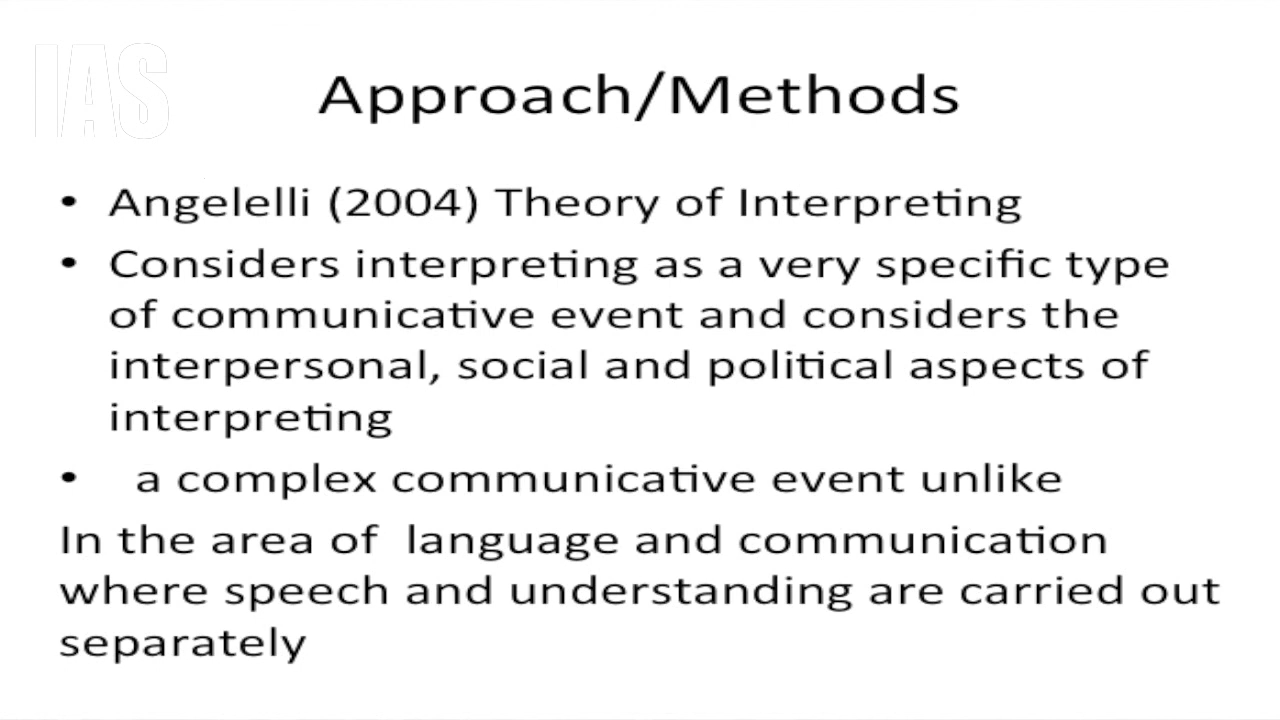 IAS
Approach/Methods
• Angelelli (2004) Theory of Interpreting
• Considers interpreting as a very specific type
of communicative event and considers the
interpersonal, social and political aspects of
interpreting
• a complex communicative event unlike
In the area of language and communication
where speech and understanding are carried out
separately